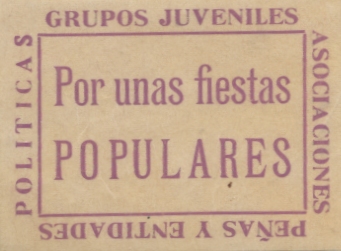 GRUPOS JUVENILES
ASOCIACIONES
PEÑAS Y ENTIDADES
POLITICAS
Por unas fiestas
POPULARES